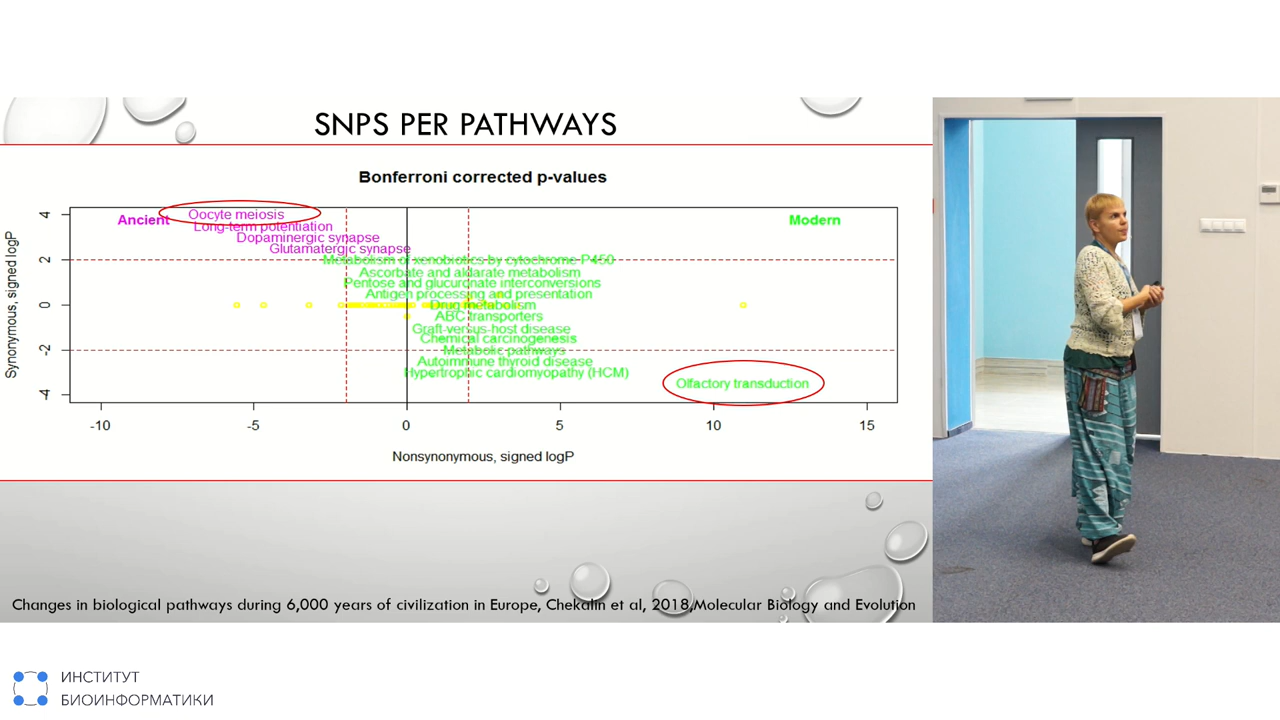 SNPS PER PATHWAYS
Bonferroni corrected p-values
Ancient
Oocyte meiosis
Long-term potentiation
Dopaminergic synapse
Glutamatergic synapse
Modern
Metabolism of xenobiotics by cytochrome P450
Ascorbate and aldarate metabolism
Pentose and glucuronate interconversions
Antigen processing and presentation
Drug metabolism
ABC transporters
Graft-versus-host disease
Chemical carcinogenesis
Metabolic pathways
Autoimmune thyroid disease
Hypertrophic cardiomyopathy (HCM)
Olfactory transduction
Synonymous, signed logP
4
2
0
-2
-4
-10 -5 0 5 10 15
Nonsynonymous, signed logP
Changes in biological pathways during 6,000 years of civilization in Europe, Chekalin et al, 2018,Molecular Biology and Evolution
ИНСТИТУТ
БИОИНФОРМАТИКИ